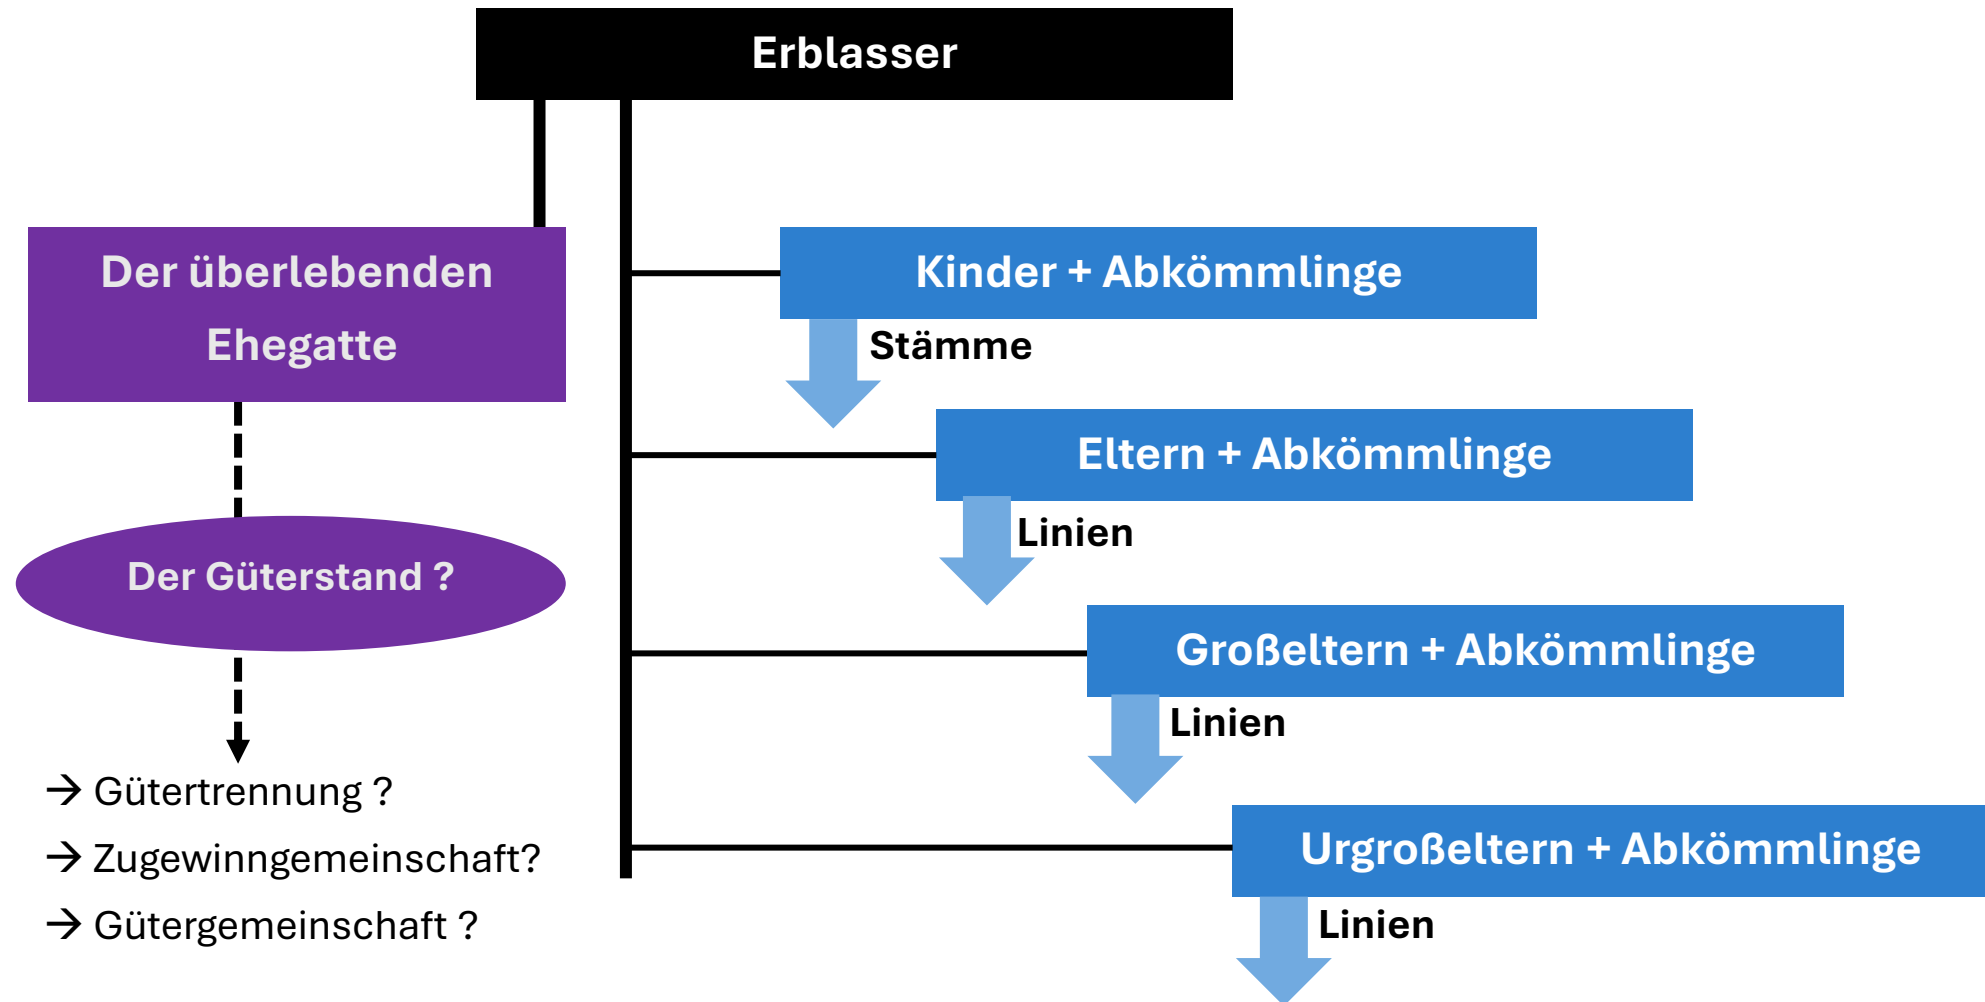 Erblasser
Der überlebenden
Ehegatte
Der Güterstand ?
→ Gütertrennung ?
→ Zugewinngemeinschaft?
→ Gütergemeinschaft ?
Kinder + Abkömmlinge
Stämme
Eltern + Abkömmlinge
Linien
Großeltern + Abkömmlinge
Linien
Urgroßeltern + Abkömmlinge
Linien